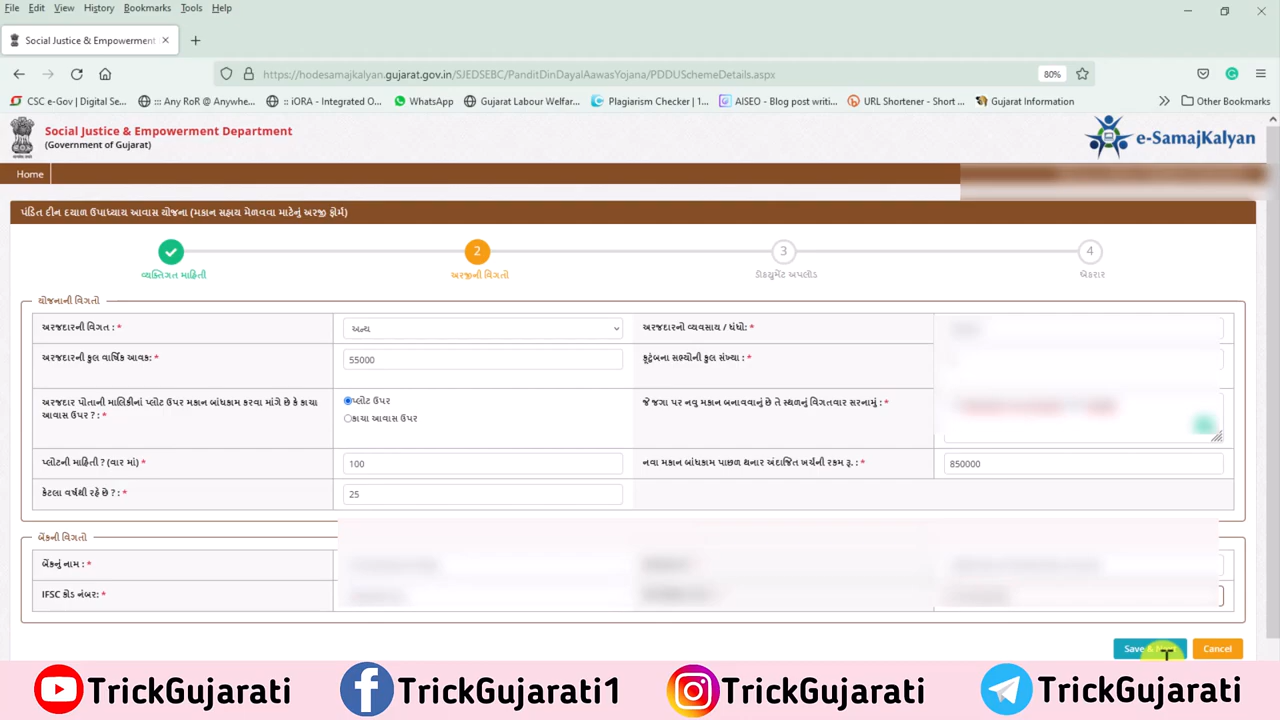 File Edit View History Bookmarks Tools Help
Social Justice & Empowerment
https://hodesamajkalyan.gujarat.gov.in/SJEDSEBC/PanditDinDayalAawasYojana/PDDUSchemeDetails.aspx 80%
CSC e-Gov | Digital Se... ::: Any RoR @ Anywhe... :: iORA - Integrated O... WhatsApp Gujarat Labour Welfar... Plagiarism Checker | 1... AISEO - Blog post writi... URL Shortener - Short ... Gujarat Information Other Bookmarks
Social Justice & Empowerment Department
(Government of Gujarat)
e-SamajKalyan
Home
પંડિત દીન દયાળ ઉપાધ્યાય આવાસ યોજના (મકાન સહાય મેળવવા માટેનું અરજી ફોર્મ)
2 3 4
વ્યક્તિગત માહિતી અરજીની વિગતો ડોક્યુમેંટ અપલોડ એકરાર
યોજનાની વિગતો
અરજદારની વિગત : * અન્ય અરજદારનો વ્યવસાય / ધંધો: *
અરજદારની કુલ વાર્ષિક આવક: * 55000 કુટુંબના સભ્યોની કુલ સંખ્યા : *
અરજદાર પોતાની માલિકીનાં પ્લોટ ઉપર મકાન બાંધકામ કરવા માંગે છે કે કાચા આવાસ ઉપર ? : * પ્લોટ ઉપર કાચા આવાસ ઉપર જે જગા પર નવુ મકાન બનાવવાનું છે તે સ્થળનું વિગતવાર સરનામું : *
પ્લોટની માહિતી ? (વાર માં) * 100 નવા મકાન બાંધકામ પાછળ થનાર અંદાજિત ખર્ચની રકમ રૂ. : * 850000
કેટલા વર્ષથી રહે છે ? : * 25
બેંકની વિગતો
બેંકનું નામ : *
IFSC કોડ નંબર: *
Save & Cancel
TrickGujarati TrickGujarati1 TrickGujarati TrickGujarati